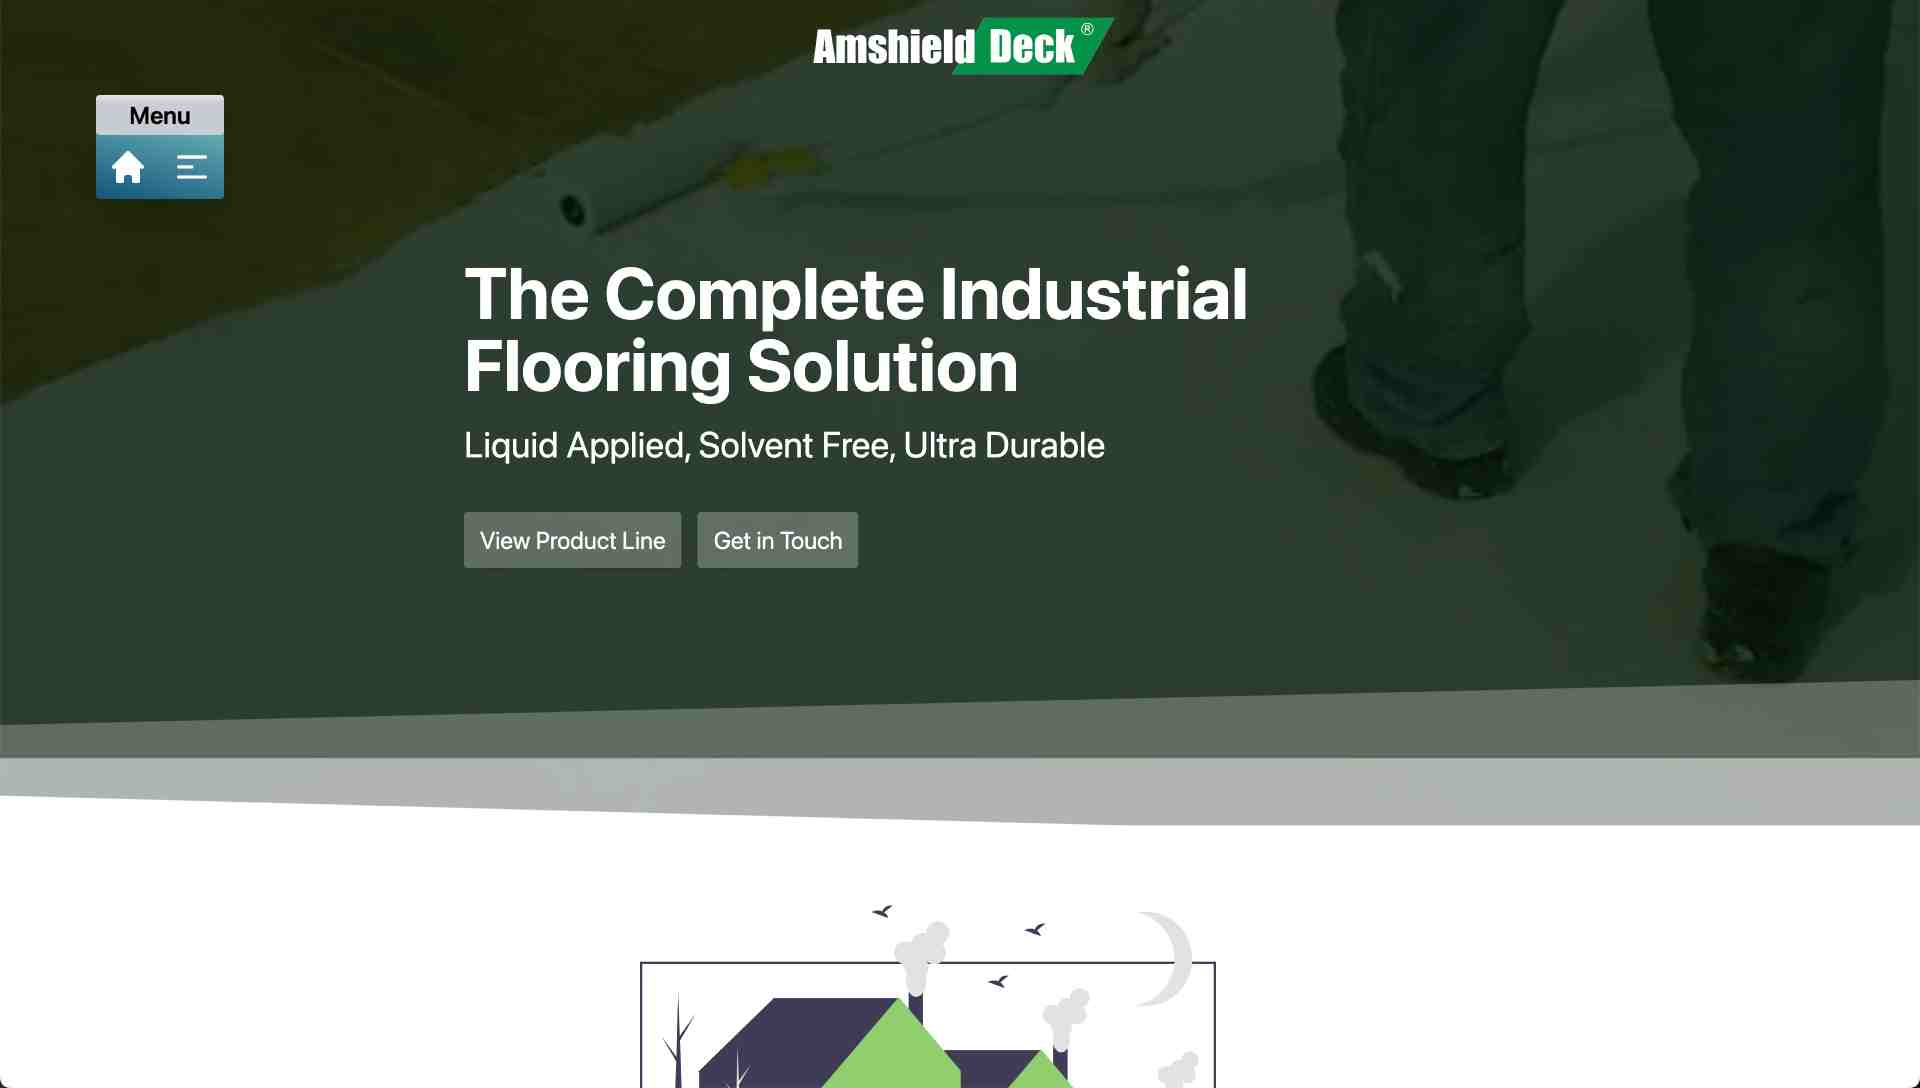 Amshield Deck®
Menu
The Complete Industrial
Flooring Solution
Liquid Applied, Solvent Free, Ultra Durable
View Product Line
Get in Touch